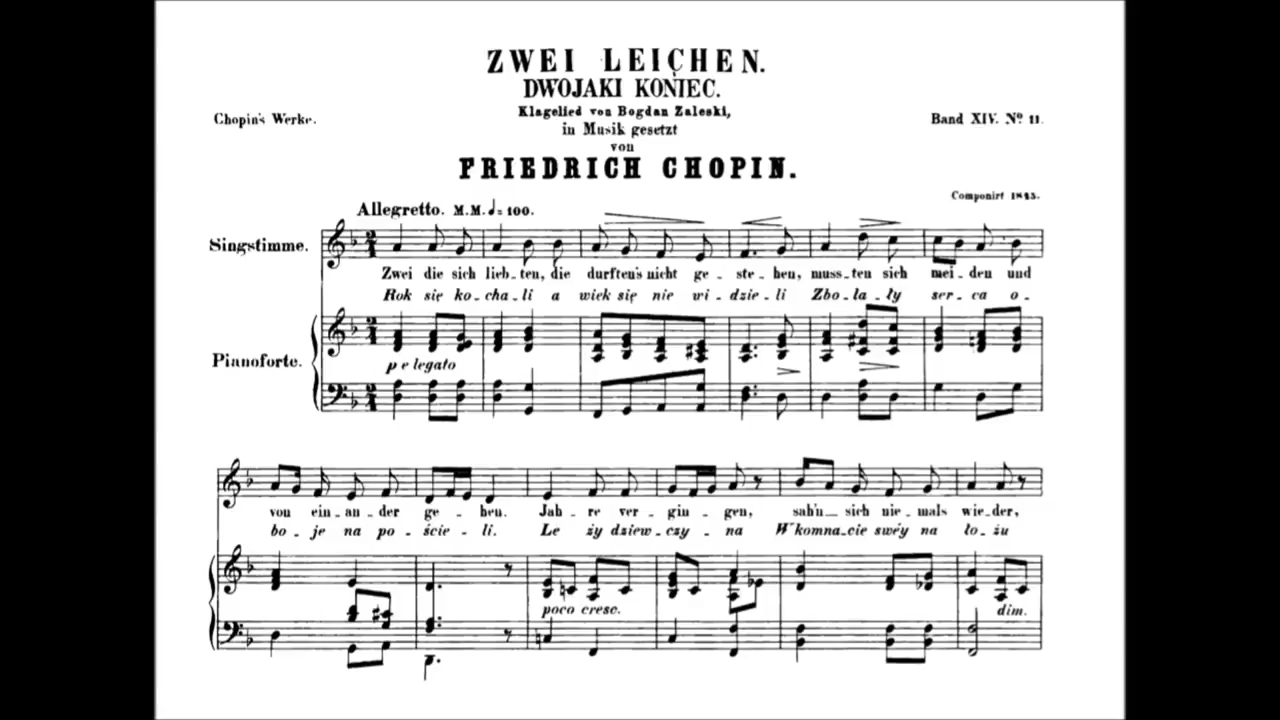 ZWEI LEICHEN.
DWOJAKI KONIEC.
Klagelied von Bogdan Zaleski,
in Musik gesetzt
von
FRIEDRICH CHOPIN.
Chopin's Werke.
Band XIV. No 11.
Componirt 1845.
Allegretto. M.M. ♩=100.
Singstimme.
Zwei die sich lieb-ten, die durften's nicht ge-ste-hen, muss-ten sich mei-den und
Rok się ko-cha-li a wiek się nie wi-dzie-li Zbo-la-ły ser-ca o-
Pianoforte.
p e legato
von ein-an-der ge-hen. Jah-re ver-gin-gen, sah'n-sich nie-mals wie-der,
bo-je na po-ście-li. Le ży dziew-czy-na W komna-cie swéy na ło-żu
poco cresc.
dim.